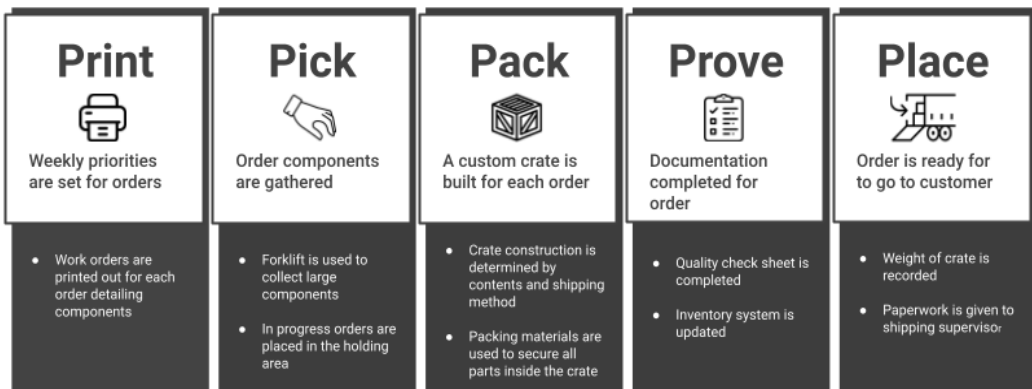 Print
Weekly priorities
are set for orders
● Work orders are
printed out for each
order detailing
components
Pick
Order components
are gathered
● Forklift is used to
collect large
components
● In progress orders are
placed in the holding
area
Pack
A custom crate is
built for each order
● Crate construction is
determined by
contents and shipping
method
● Packing materials are
used to secure all
parts inside the crate
Prove
Documentation
completed for
order
● Quality check sheet is
completed
● Inventory system is
updated
Place
Order is ready for
to go to customer
● Weight of crate is
recorded
● Paperwork is given to
shipping supervisor